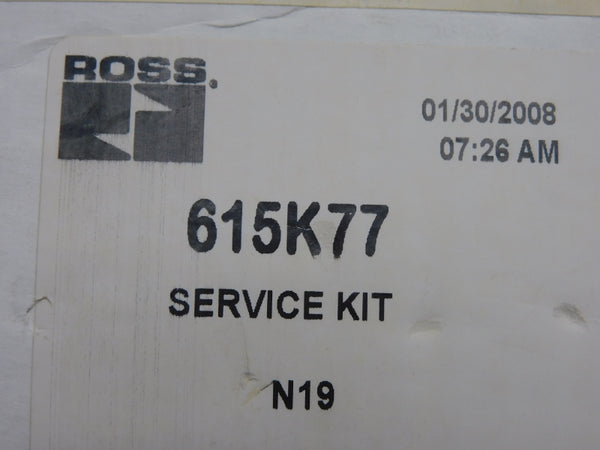 ROSS®
01/30/2008
07:26 AM
615K77
SERVICE KIT
N19